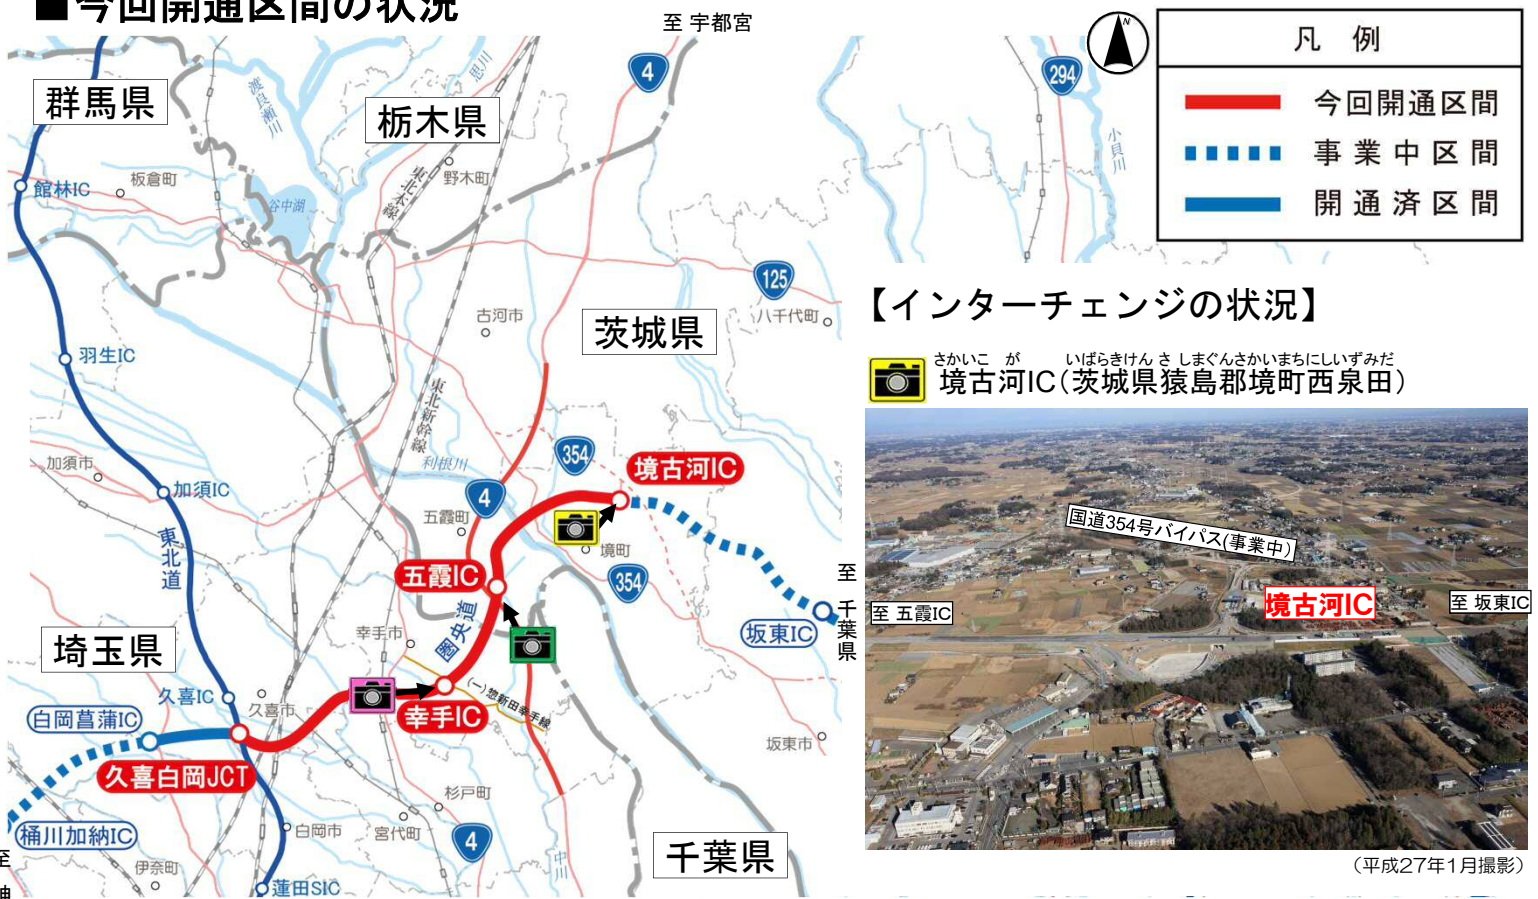 ■今回開通区間の状況
至 宇都宮
N
凡 例
今回開通区間
事業中区間
開通済区間
群馬県
栃木県
茨城県
埼玉県
千葉県
渡良瀬川
思川
4
294
小貝川
館林IC
板倉町
谷中湖
東北本線
野木町
125
八千代町
古河市
羽生IC
東北新幹線
利根川
加須市
加須IC
東北道
354
境古河IC
4
五霞町
境町
五霞IC
354
至 千葉県
坂東IC
圏央道
幸手市
久喜IC
久喜市
(一)惣新田幸手線
幸手IC
白岡菖蒲IC
久喜白岡JCT
坂東市
桶川加納IC
杉戸町
宮代町
白岡市
4
伊奈町
中川
蓮田SIC
至
【インターチェンジの状況】
さかいこ が いばらきけん さ しまぐんさかいまちにしいずみだ
境古河IC(茨城県猿島郡境町西泉田)
国道354号バイパス(事業中)
境古河IC
至 五霞IC
至 坂東IC
(平成27年1月撮影)